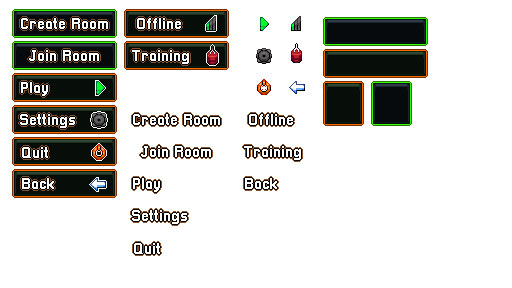 Create Room
Offline
Join Room
Training
Play
Settings
Quit
Back
Create Room
Offline
Join Room
Training
Play
Back
Settings
Quit